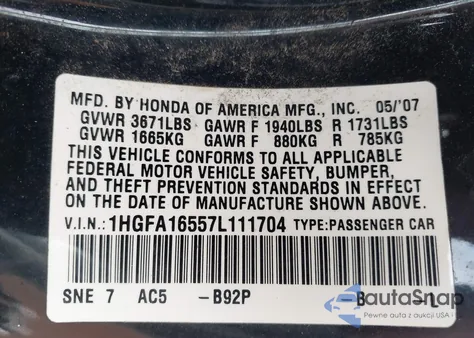 MFD. BY HONDA OF AMERICA MFG., INC. 05/'07
GVWR 3671LBS GAWR F 1940LBS R 1731LBS
GVWR 1665KG GAWR F 880KG R 785KG
THIS VEHICLE CONFORMS TO ALL APPLICABLE
FEDERAL MOTOR VEHICLE SAFETY, BUMPER,
AND THEFT PREVENTION STANDARDS IN EFFECT
ON THE DATE OF MANUFACTURE SHOWN ABOVE.
V.I.N.: 1HGFA16557L111704 TYPE:PASSENGER CAR
SNE 7 AC5 -B92P
autaSnap
Pewne auta z aukcji USA i